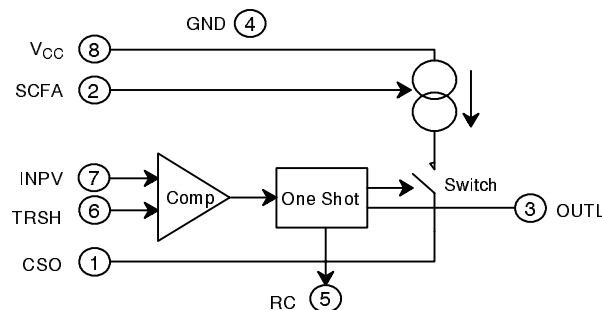 GND 4
VCC 8
SCFA 2
INPV 7
Comp
One Shot
Switch
TRSH 6
3 OUTL
CSO 1
RC 5